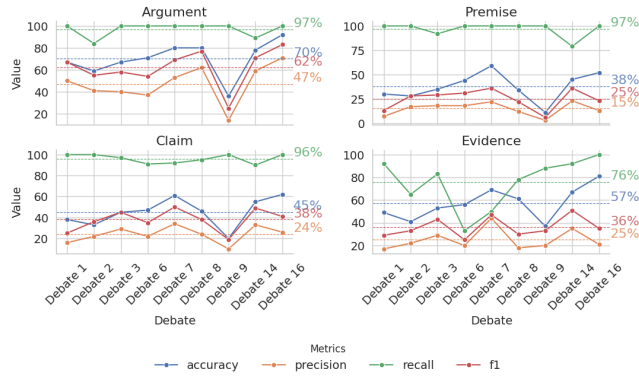 Argument
Value
100
80
60
40
20
97%
70%
62%
47%
Premise
100
75
50
25
0
97%
38%
25%
15%
Claim
Value
100
80
60
40
20
96%
45%
38%
24%
Debate 1
Debate 2
Debate 3
Debate 6
Debate 7
Debate 8
Debate 9
Debate 14
Debate 16
Debate
Evidence
100
80
60
40
20
76%
57%
36%
25%
Debate 1
Debate 2
Debate 3
Debate 6
Debate 7
Debate 8
Debate 9
Debate 14
Debate 16
Debate
Metrics
accuracy precision recall f1